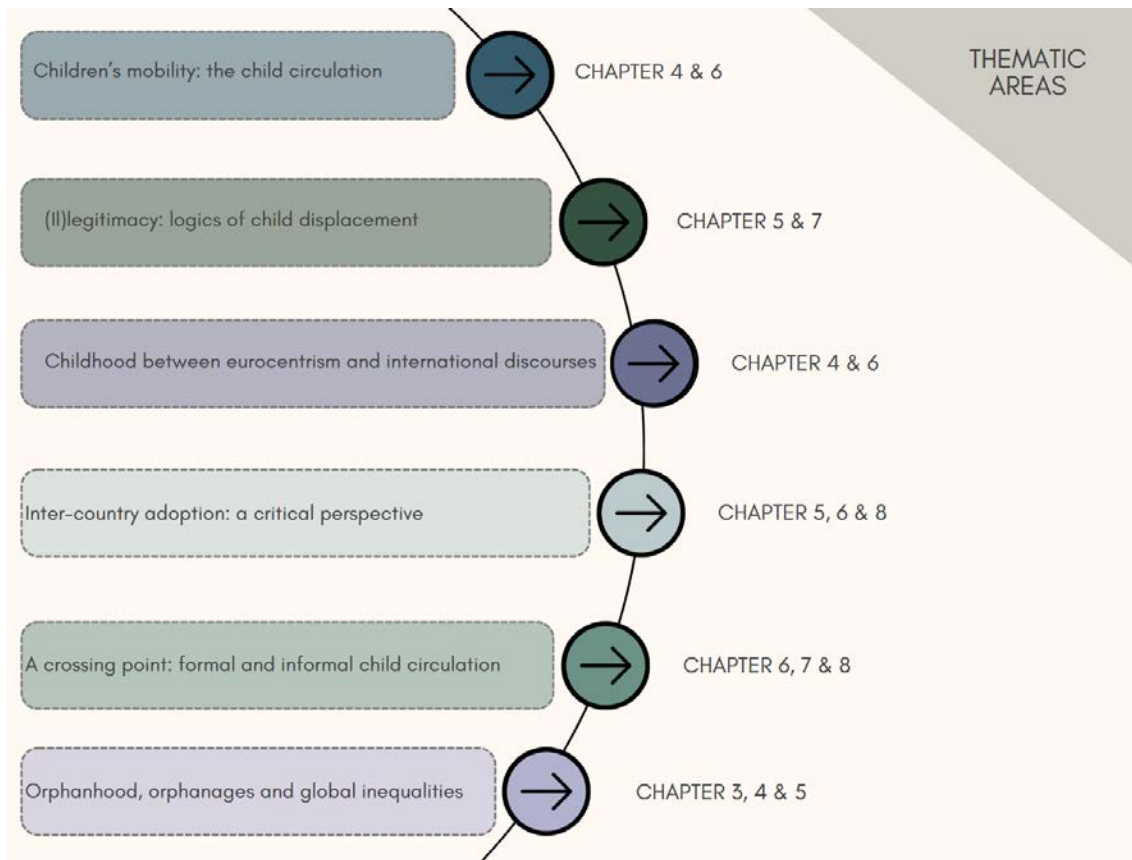 THEMATIC
AREAS
Children's mobility: the child circulation
CHAPTER 4 & 6
(Il)legitimacy: logics of child displacement
CHAPTER 5 & 7
Childhood between eurocentrism and international discourses
CHAPTER 4 & 6
Inter-country adoption: a critical perspective
CHAPTER 5, 6 & 8
A crossing point: formal and informal child circulation
CHAPTER 6, 7 & 8
Orphanhood, orphanages and global inequalities
CHAPTER 3, 4 & 5